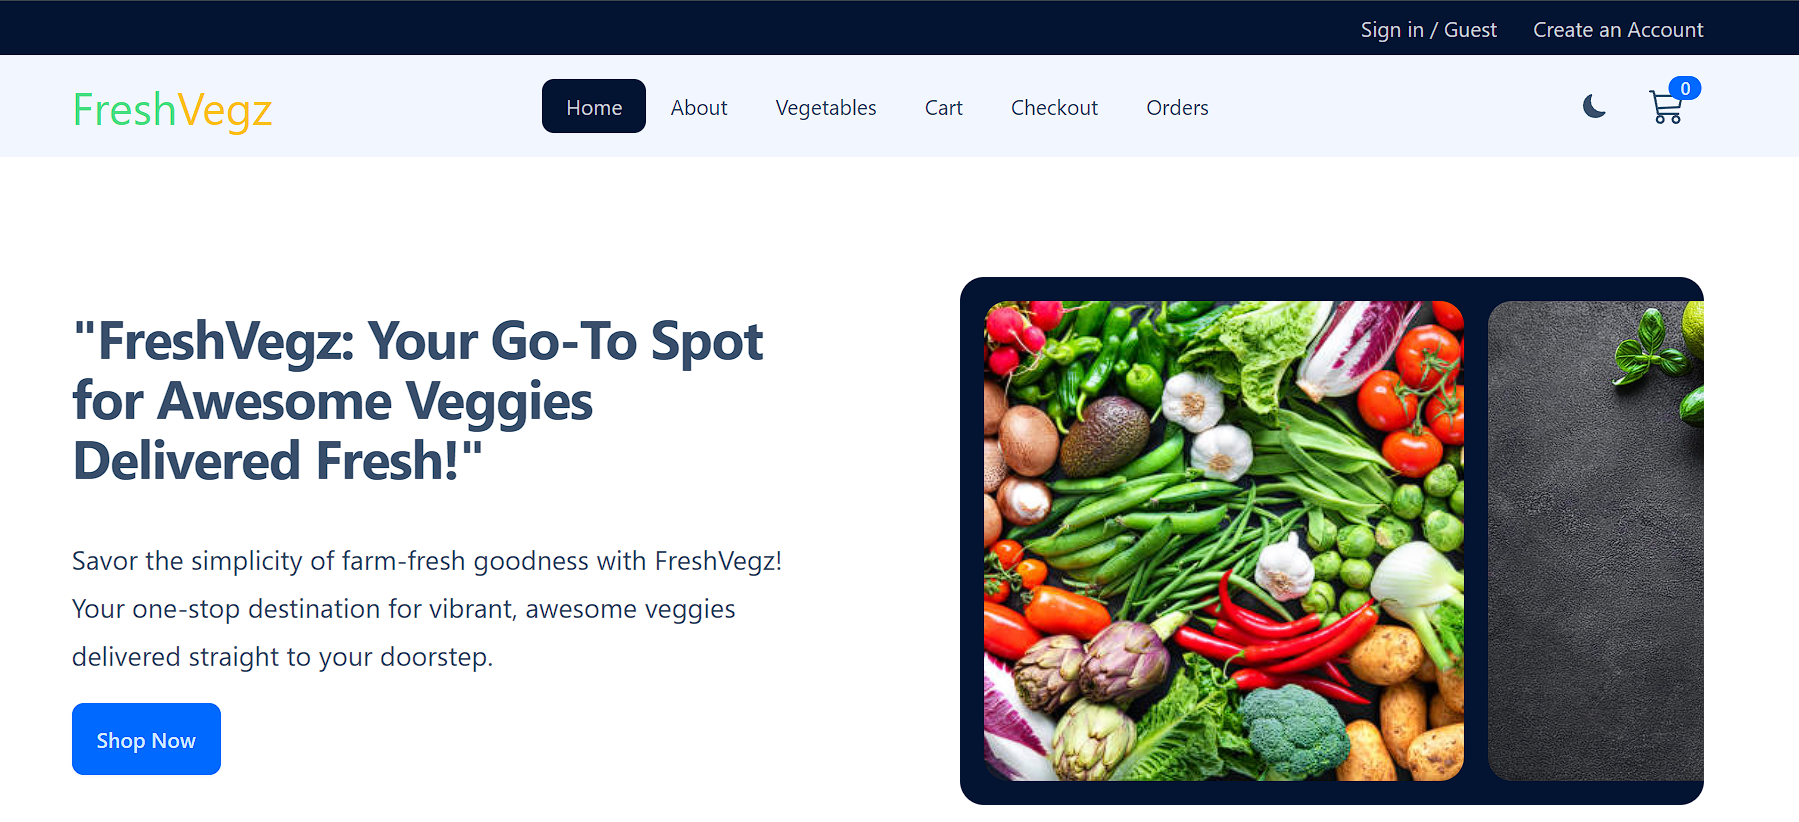 Sign in / Guest Create an Account
FreshVegz Home About Vegetables Cart Checkout Orders 0
"FreshVegz: Your Go-To Spot
for Awesome Veggies
Delivered Fresh!"
Savor the simplicity of farm-fresh goodness with FreshVegz!
Your one-stop destination for vibrant, awesome veggies
delivered straight to your doorstep.
Shop Now